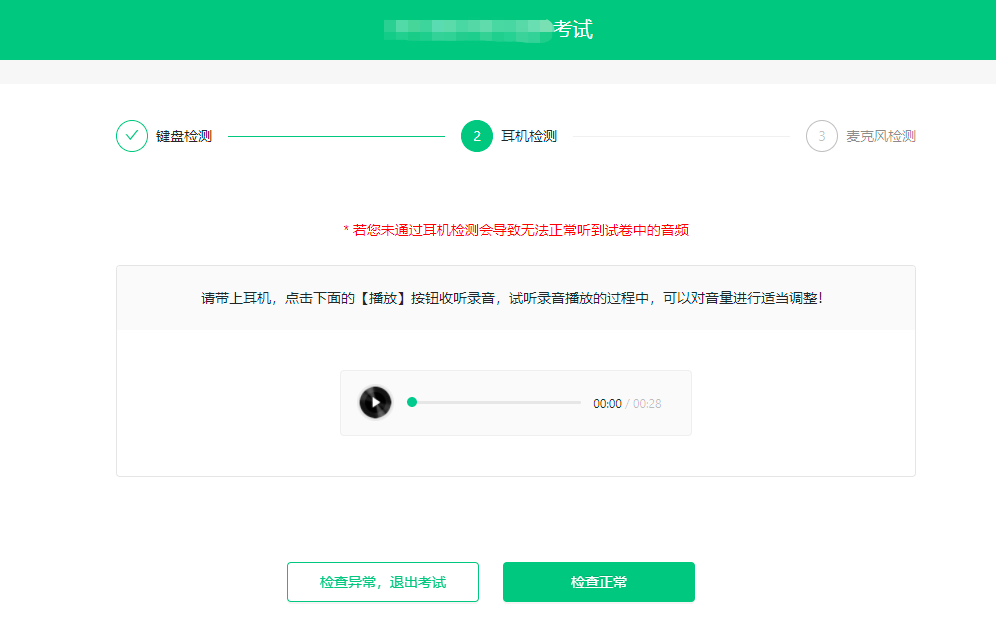 考试
键盘检测
2 耳机检测
3 麦克风检测
* 若您未通过耳机检测会导致无法正常听到试卷中的音频
请带上耳机，点击下面的【播放】按钮收听录音，试听录音播放的过程中，可以对音量进行适当调整！
00:00 / 00:28
检查异常，退出考试
检查正常